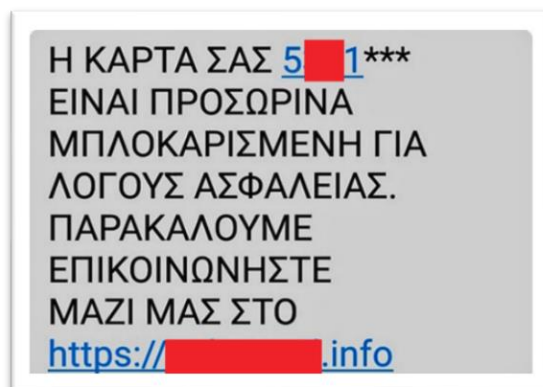 Η ΚΑΡΤΑ ΣΑΣ 5 1***
ΕΙΝΑΙ ΠΡΟΣΩΡΙΝΑ
ΜΠΛΟΚΑΡΙΣΜΕΝΗ ΓΙΑ
ΛΟΓΟΥΣ ΑΣΦΑΛΕΙΑΣ.
ΠΑΡΑΚΑΛΟΥΜΕ
ΕΠΙΚΟΙΝΩΝΗΣΤΕ
ΜΑΖΙ ΜΑΣ ΣΤΟ
https:// .info